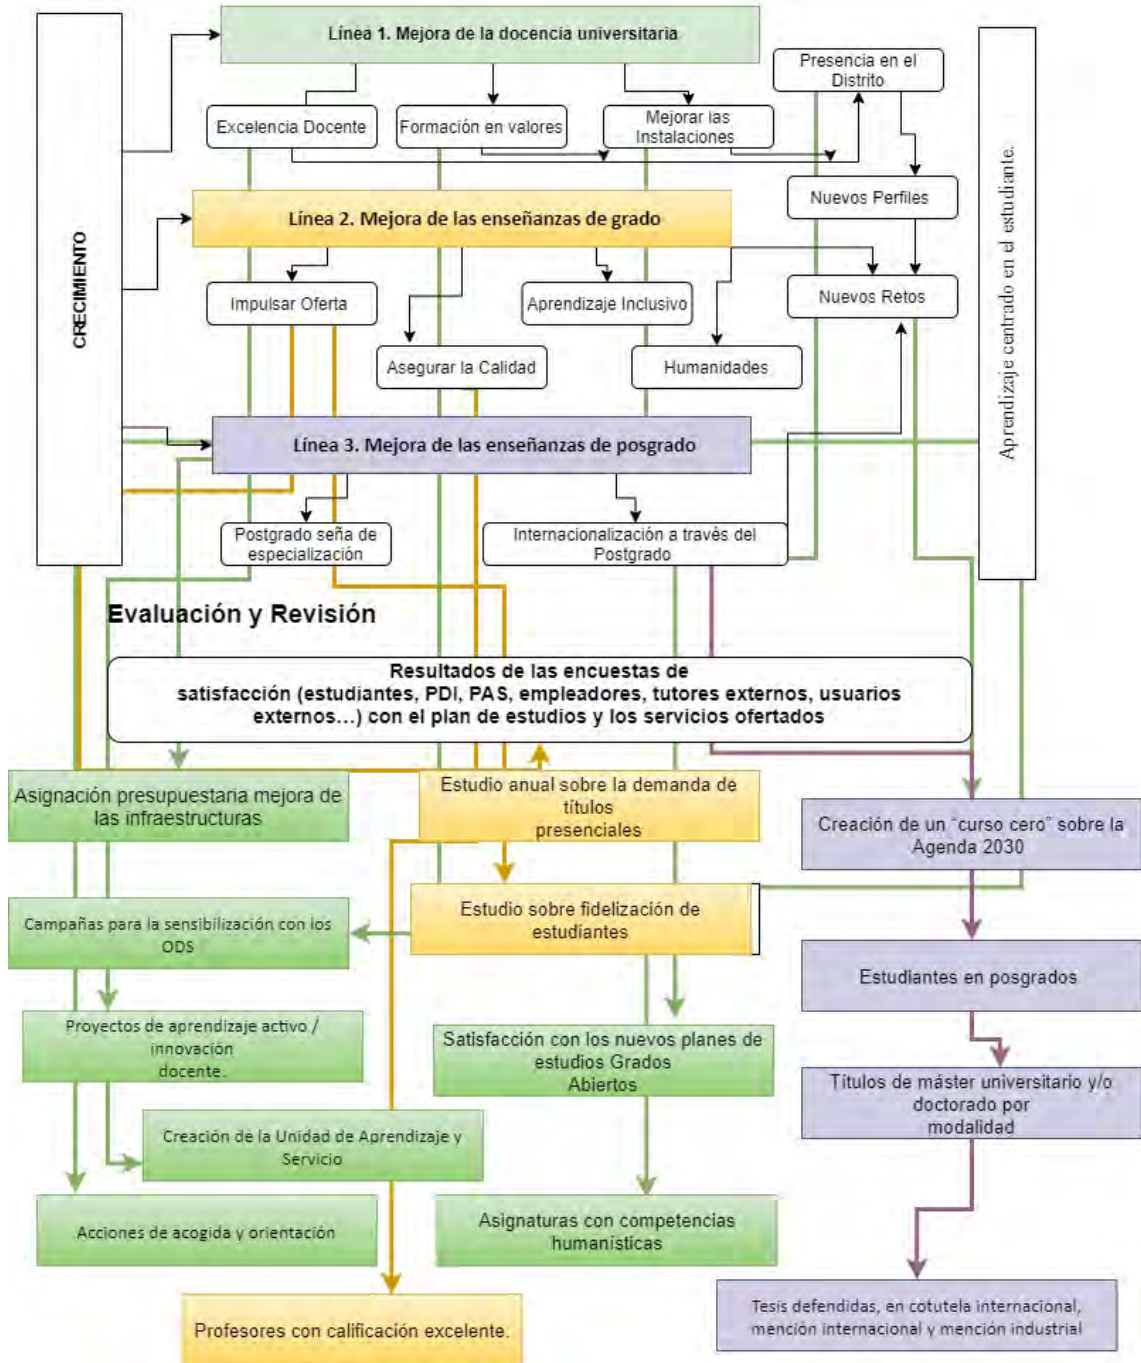 Línea 1. Mejora de la docencia universitaria
Presencia en el
Distrito
Excelencia Docente
Formación en valores
Mejorar las
Instalaciones
Nuevos Perfiles
Línea 2. Mejora de las enseñanzas de grado
CRECIMIENTO
Aprendizaje centrado en el estudiante.
Impulsar Oferta
Aprendizaje Inclusivo
Nuevos Retos
Asegurar la Calidad
Humanidades
Línea 3. Mejora de las enseñanzas de posgrado
Postgrado seña de
especialización
Internacionalización a través del
Postgrado
Evaluación y Revisión
Resultados de las encuestas de
satisfacción (estudiantes, PDI, PAS, empleadores, tutores externos, usuarios
externos...) con el plan de estudios y los servicios ofertados
Asignación presupuestaria mejora de
las infraestructuras
Estudio anual sobre la demanda de
títulos
presenciales
Creación de un "curso cero" sobre la
Agenda 2030
Campañas para la sensibilización con los
ODS
Estudio sobre fidelización de
estudiantes
Estudiantes en posgrados
Proyectos de aprendizaje activo /
innovación
docente.
Satisfacción con los nuevos planes de
estudios Grados
Abiertos
Títulos de máster universitario y/o
doctorado por
modalidad
Creación de la Unidad de Aprendizaje y
Servicio
Acciones de acogida y orientación
Asignaturas con competencias
humanísticas
Profesores con calificación excelente.
Tesis defendidas, en cotutela internacional,
mención internacional y mención industrial